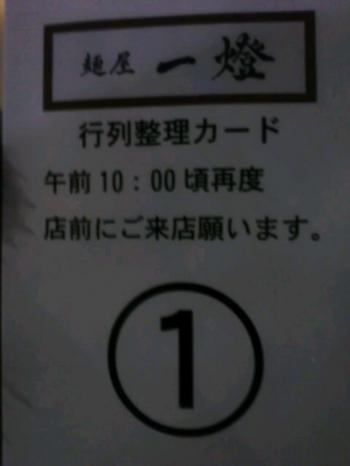 麺屋 一燈
行列整理カード
午前10：00頃再度
店前にご来店願います。
①